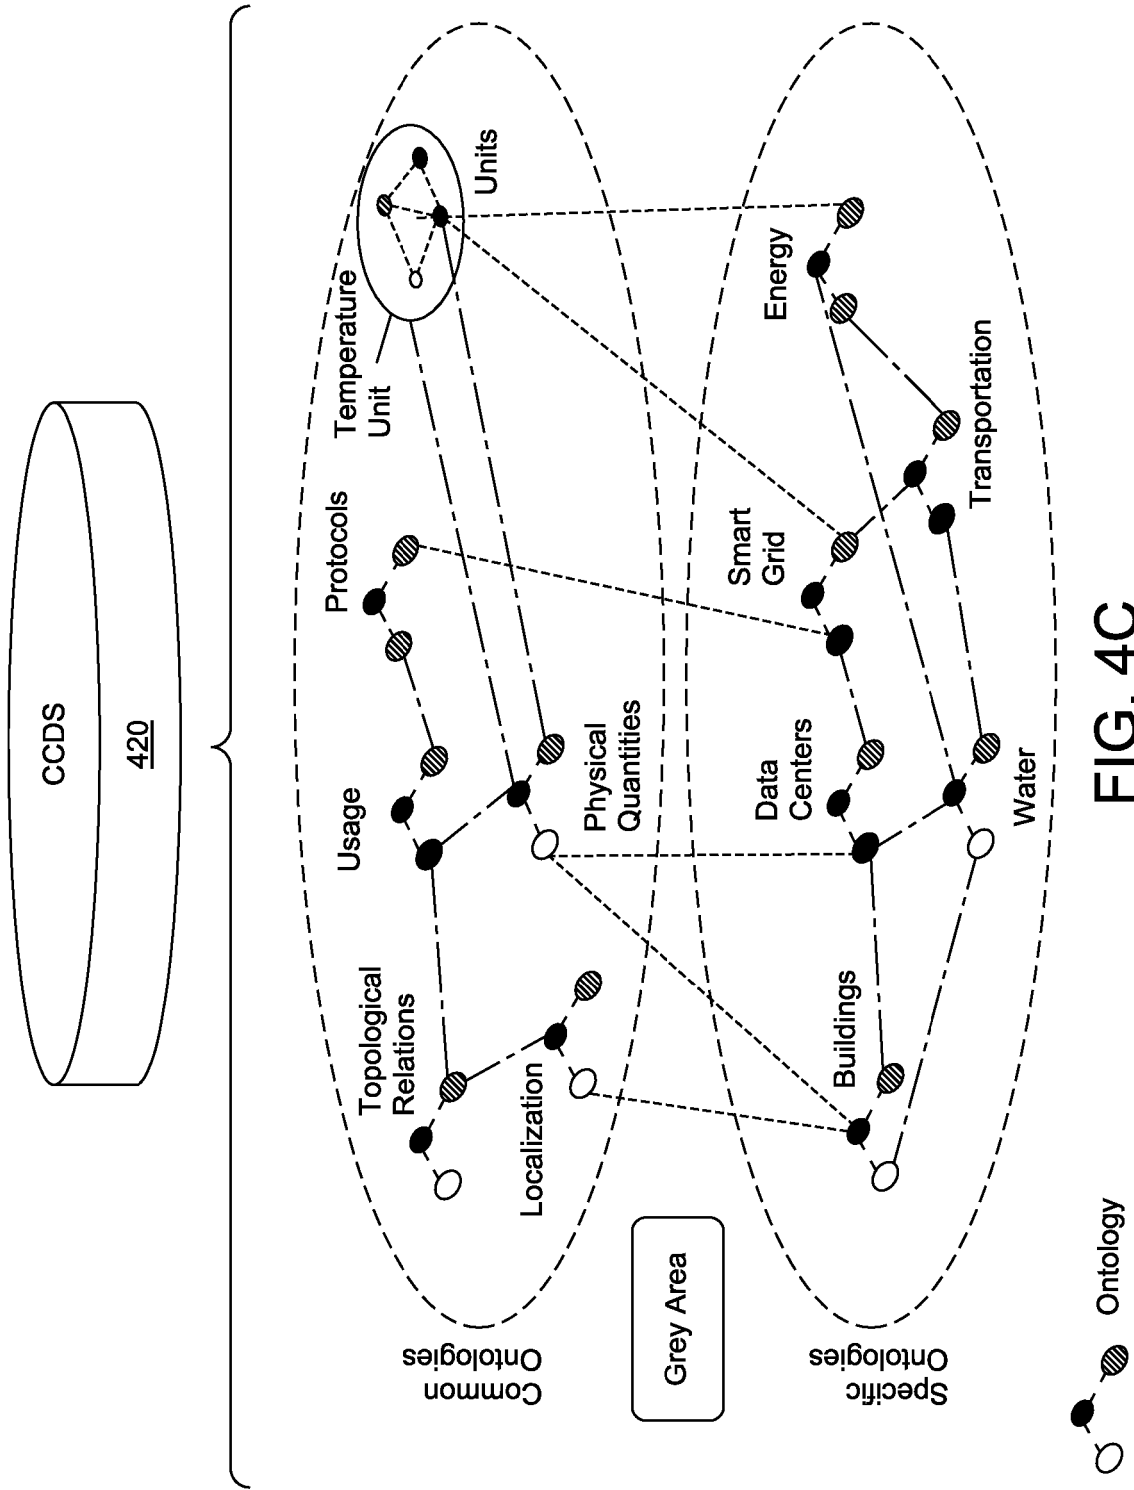 CCDS
420
Common
Ontologies
Topological
Relations
Usage
Protocols
Temperature
Unit
Units
Localization
Physical
Quantities
Grey Area
Specific
Ontologies
Buildings
Data
Centers
Smart
Grid
Energy
Water
Transportation
Ontology
FIG. 4C